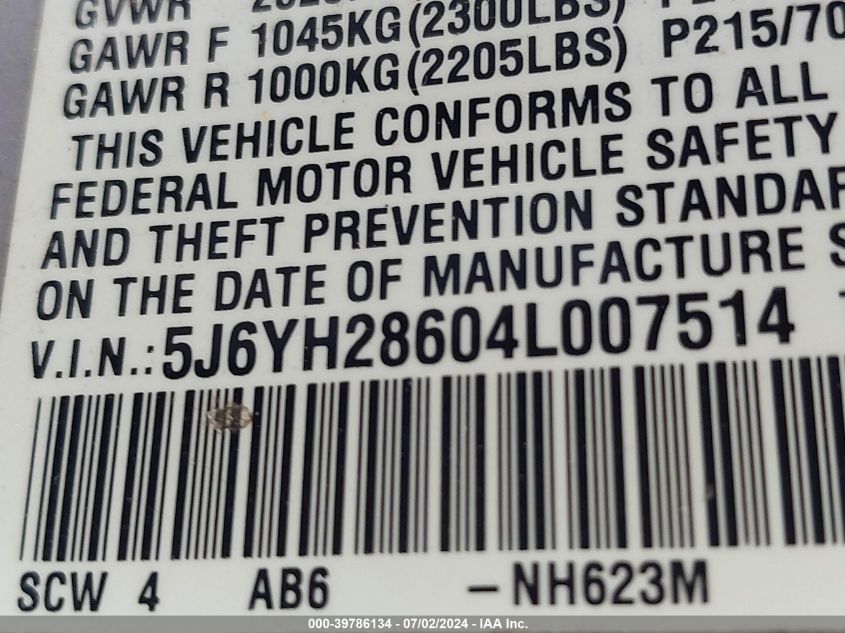 GVWR
GAWR F 1045KG(2300LBS)
GAWR R 1000KG(2205LBS) P215/70
THIS VEHICLE CONFORMS TO ALL
FEDERAL MOTOR VEHICLE SAFETY
AND THEFT PREVENTION STANDAR
ON THE DATE OF MANUFACTURE S
V.I.N.:5J6YH28604L007514
SCW 4 AB6 -NH623M
000-39786134 - 07/02/2024 - IAA Inc.